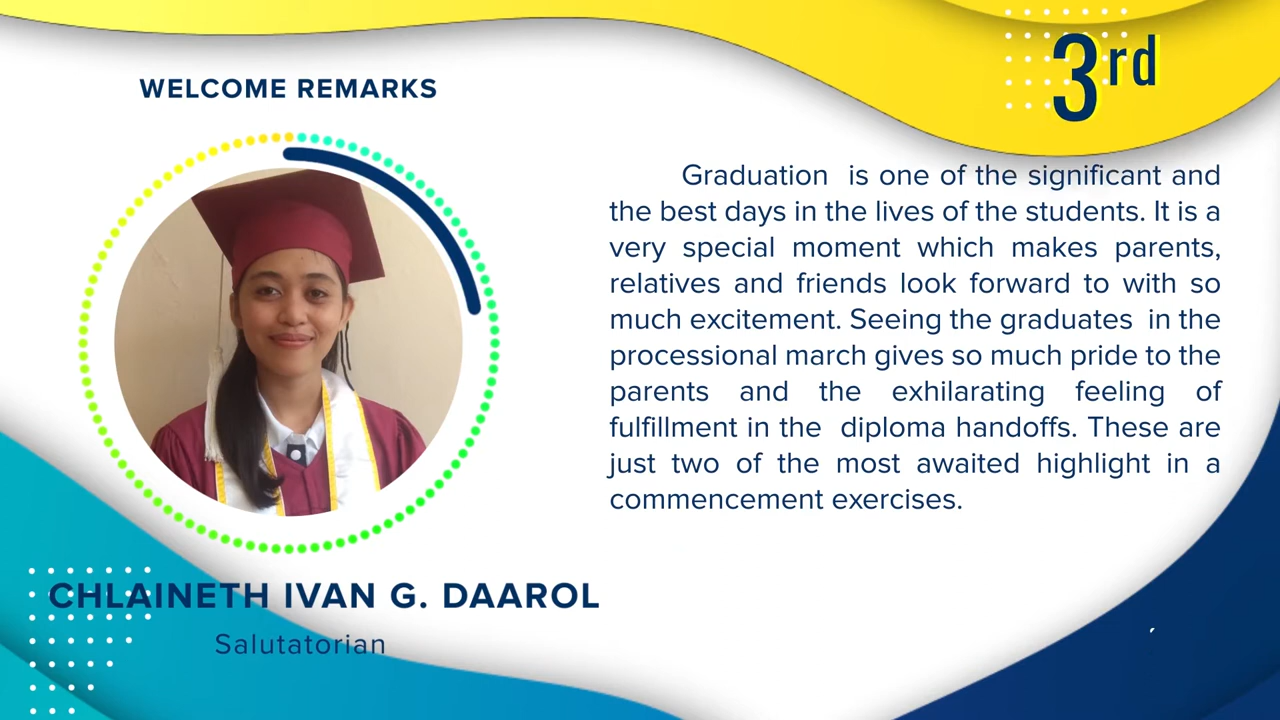 WELCOME REMARKS
3rd
Graduation is one of the significant and
the best days in the lives of the students. It is a
very special moment which makes parents,
relatives and friends look forward to with so
much excitement. Seeing the graduates in the
processional march gives so much pride to the
parents and the exhilarating feeling of
fulfillment in the diploma handoffs. These are
just two of the most awaited highlight in a
commencement exercises.
CHLAINETH IVAN G. DAAROL
Salutatorian